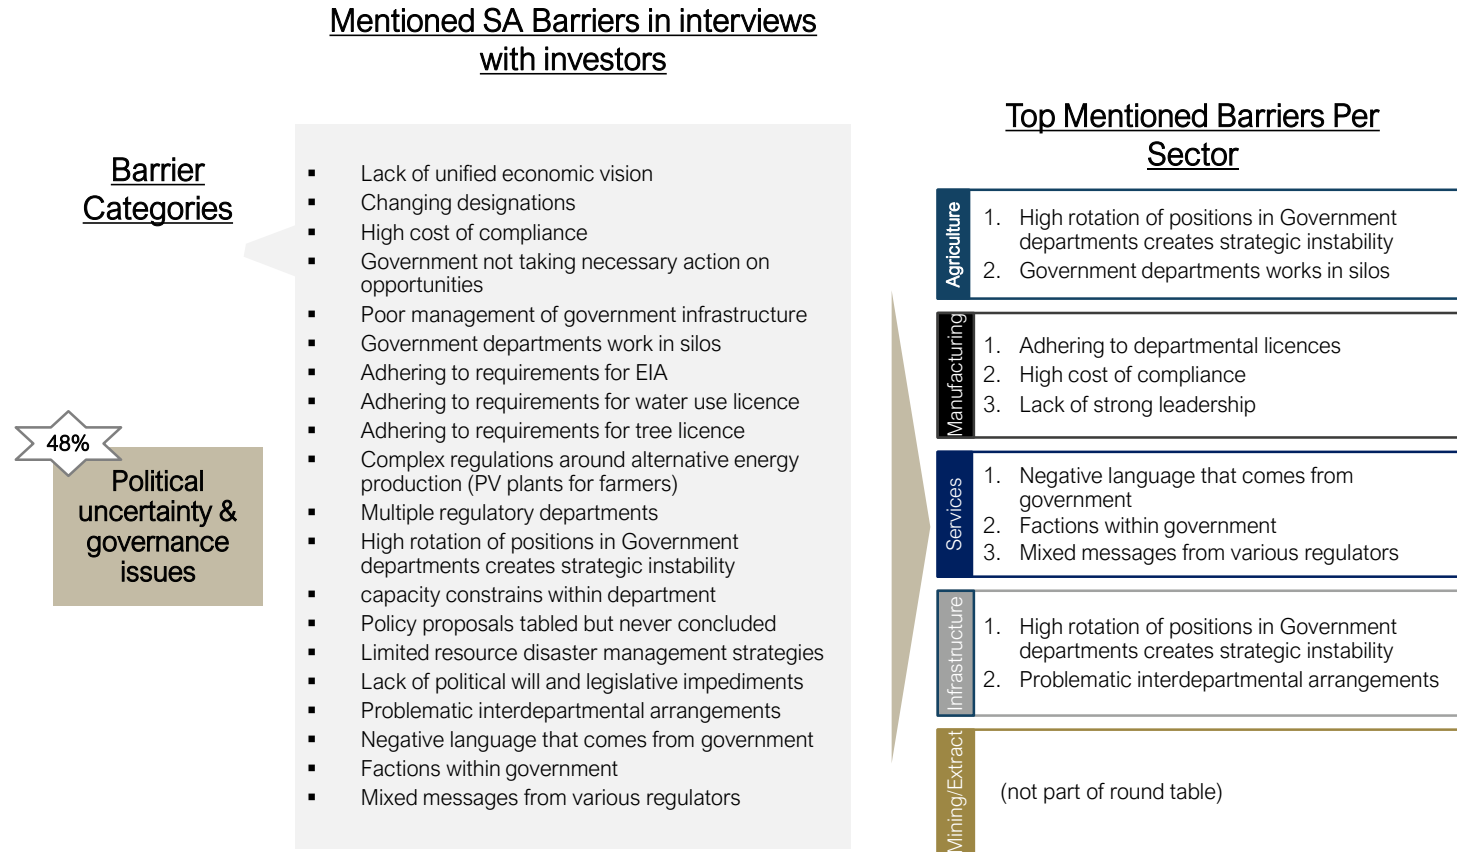 Mentioned SA Barriers in interviews
with investors
Barrier
Categories
48%
Political
uncertainty &
governance
issues
▪ Lack of unified economic vision
▪ Changing designations
▪ High cost of compliance
▪ Government not taking necessary action on
opportunities
▪ Poor management of government infrastructure
▪ Government departments work in silos
▪ Adhering to requirements for EIA
▪ Adhering to requirements for water use licence
▪ Adhering to requirements for tree licence
▪ Complex regulations around alternative energy
production (PV plants for farmers)
▪ Multiple regulatory departments
▪ High rotation of positions in Government
departments creates strategic instability
▪ capacity constrains within department
▪ Policy proposals tabled but never concluded
▪ Limited resource disaster management strategies
▪ Lack of political will and legislative impediments
▪ Problematic interdepartmental arrangements
▪ Negative language that comes from government
▪ Factions within government
▪ Mixed messages from various regulators
Top Mentioned Barriers Per
Sector
Agriculture
1. High rotation of positions in Government
departments creates strategic instability
2. Government departments works in silos
Manufacturing
1. Adhering to departmental licences
2. High cost of compliance
3. Lack of strong leadership
Services
1. Negative language that comes from
government
2. Factions within government
3. Mixed messages from various regulators
Infrastructure
1. High rotation of positions in Government
departments creates strategic instability
2. Problematic interdepartmental arrangements
Mining/Extract
(not part of round table)